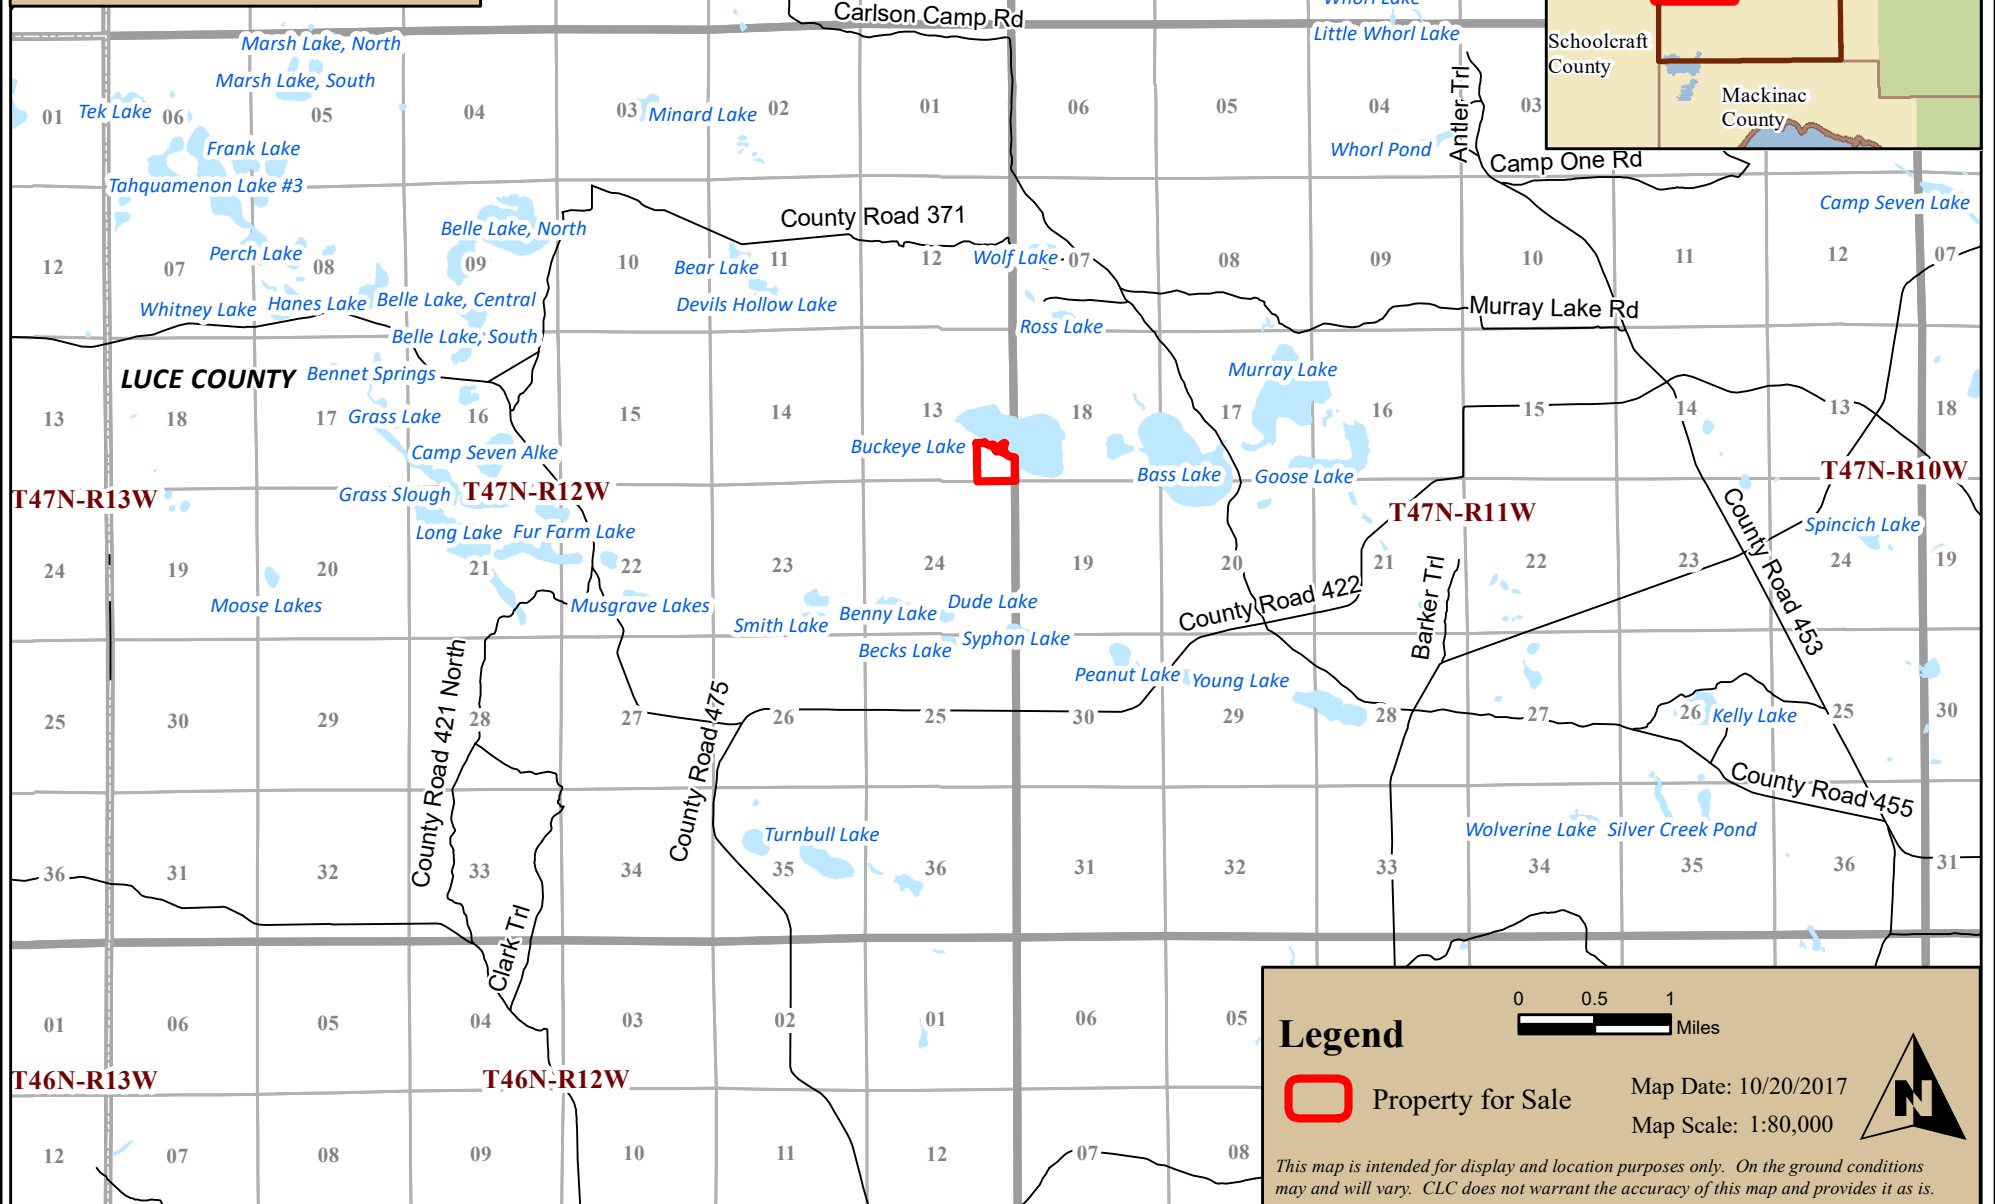 Carlson Camp Rd
Whorl Lake
Little Whorl Lake
Marsh Lake, North
Marsh Lake, South
Schoolcraft
County
Mackinac
County
01
Tek Lake
06
05
04
03
Minard Lake
02
01
06
05
04
Antler Trl
03
Frank Lake
Whorl Pond
Camp One Rd
Tahquamenon Lake #3
Camp Seven Lake
County Road 371
Belle Lake, North
Perch Lake
12
07
08
09
10
Bear Lake
11
12
Wolf Lake
07
08
09
10
11
12
07
Whitney Lake
Hanes Lake
Belle Lake, Central
Devils Hollow Lake
Murray Lake Rd
Ross Lake
Belle Lake, South
LUCE COUNTY
Bennet Springs
Murray Lake
13
18
17
Grass Lake
16
15
14
13
18
17
16
15
14
13
18
Camp Seven Alke
Buckeye Lake
Bass Lake
Goose Lake
T47N-R10W
T47N-R13W
Grass Slough
T47N-R12W
T47N-R11W
Long Lake
Fur Farm Lake
Spincich Lake
County Road 453
24
19
20
21
22
23
24
19
20
21
22
23
24
19
Moose Lakes
Musgrave Lakes
Smith Lake
Benny Lake
Dude Lake
County Road 422
Barker Trl
Becks Lake
Syphon Lake
Peanut Lake
Young Lake
25
30
29
County Road 421 North
28
27
County Road 475
26
25
30
29
28
27
26
Kelly Lake
25
30
County Road 455
Turnbull Lake
Wolverine Lake
Silver Creek Pond
36
31
32
33
34
35
36
31
32
33
34
35
36
31
Clark Trl
01
06
05
04
03
02
01
06
05
T46N-R13W
T46N-R12W
12
07
08
09
10
11
12
07
08
0 0.5 1
Miles
Legend
Property for Sale
Map Date: 10/20/2017
Map Scale: 1:80,000
N
This map is intended for display and location purposes only. On the ground conditions
may and will vary. CLC does not warrant the accuracy of this map and provides it as is.